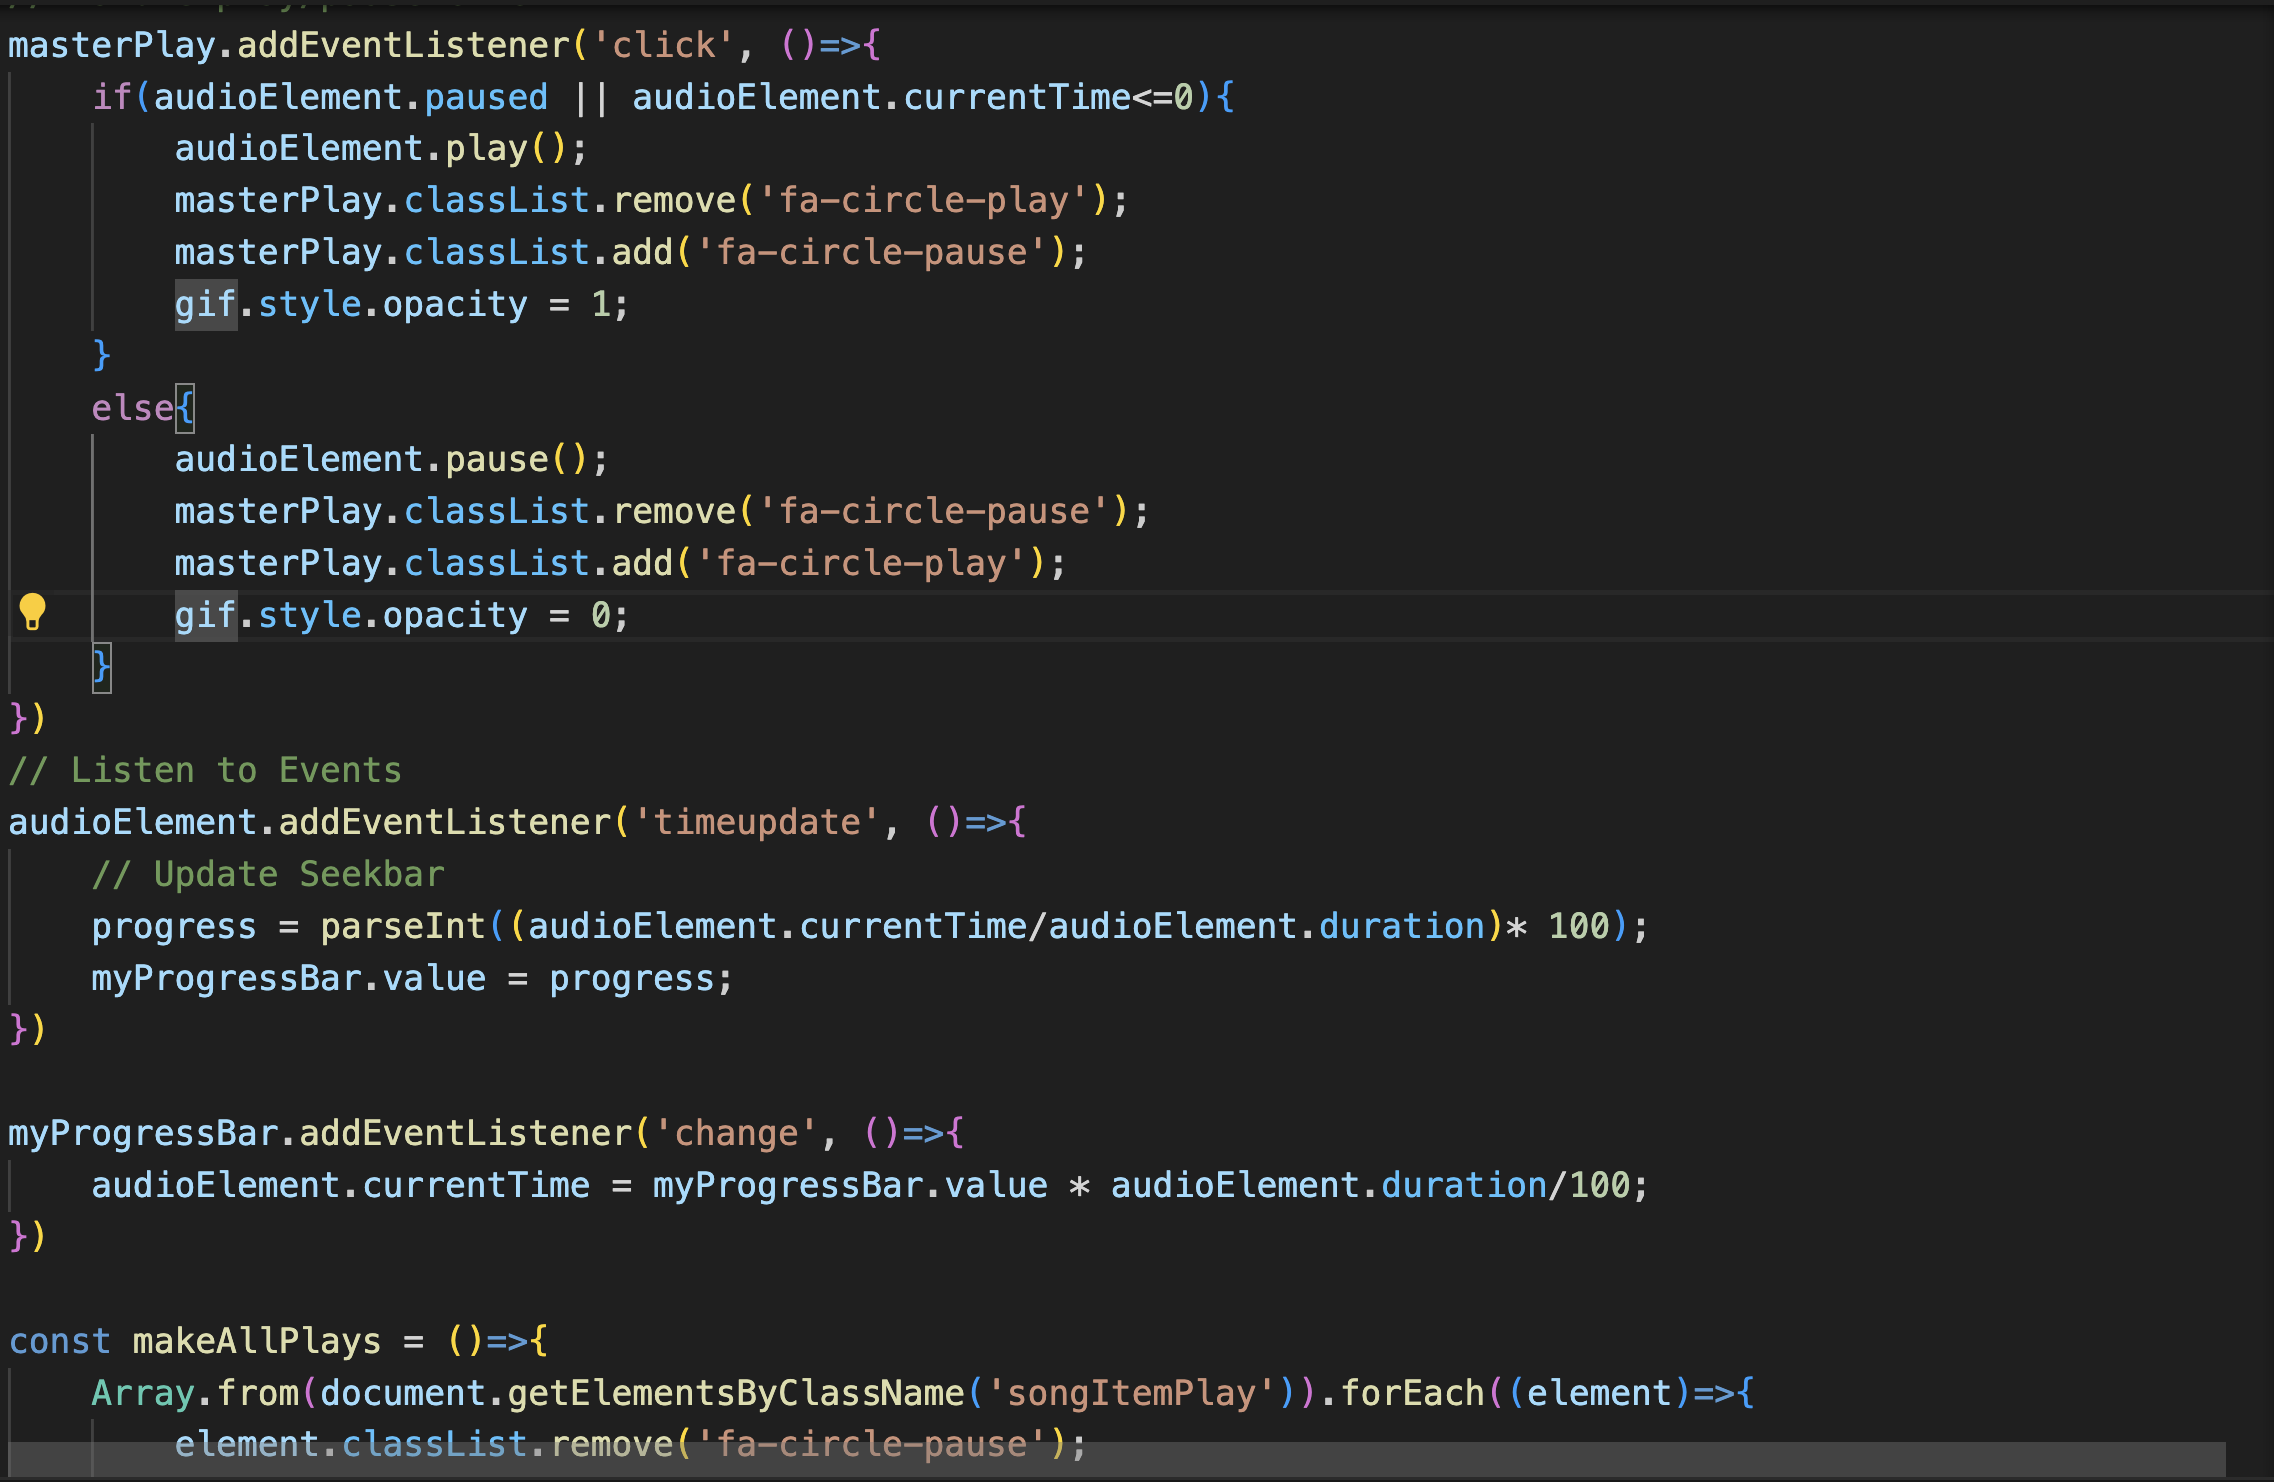 masterPlay.addEventListener('click', ()=>{
    if(audioElement.paused || audioElement.currentTime<=0){
        audioElement.play();
        masterPlay.classList.remove('fa-circle-play');
        masterPlay.classList.add('fa-circle-pause');
        gif.style.opacity = 1;
    }
    else{
        audioElement.pause();
        masterPlay.classList.remove('fa-circle-pause');
        masterPlay.classList.add('fa-circle-play');
        gif.style.opacity = 0;
    }
})
// Listen to Events
audioElement.addEventListener('timeupdate', ()=>{
    // Update Seekbar
    progress = parseInt((audioElement.currentTime/audioElement.duration)* 100);
    myProgressBar.value = progress;
})

myProgressBar.addEventListener('change', ()=>{
    audioElement.currentTime = myProgressBar.value * audioElement.duration/100;
})

const makeAllPlays = ()=>{
    Array.from(document.getElementsByClassName('songItemPlay')).forEach((element)=>{
        element.classList.remove('fa-circle-pause');